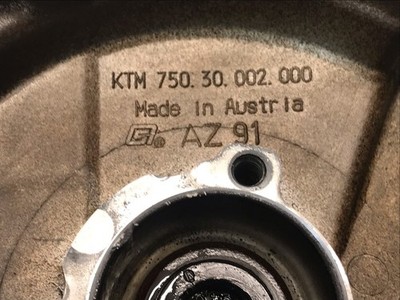 KTM 750.30.002.000
Made in Austria
AZ 91